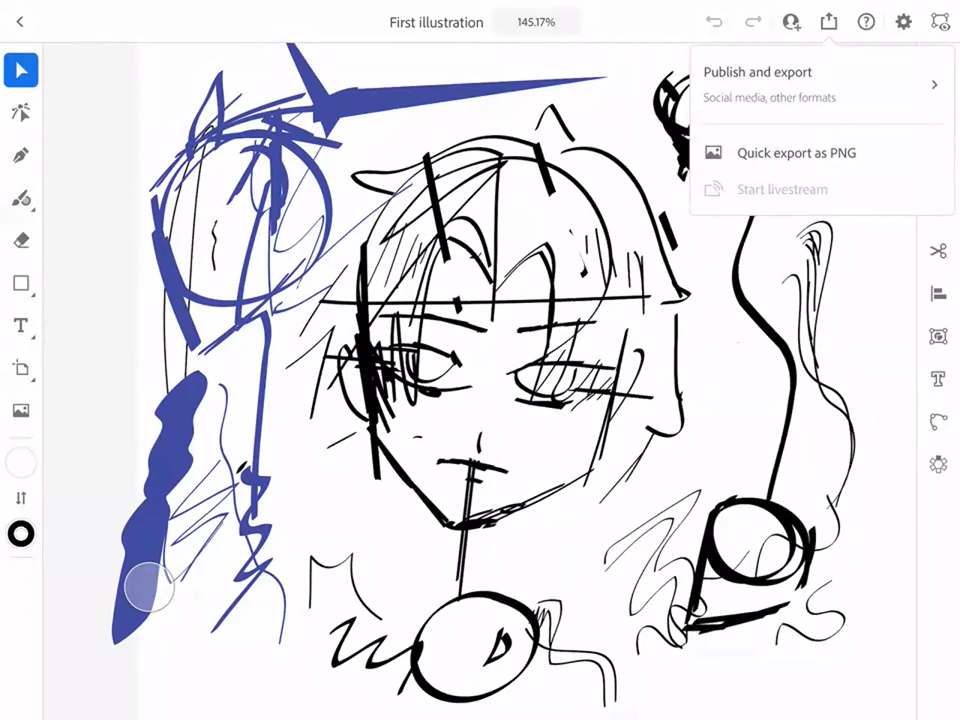 First illustration
145.17%
Publish and export
Social media, other formats
Quick export as PNG
Start livestream